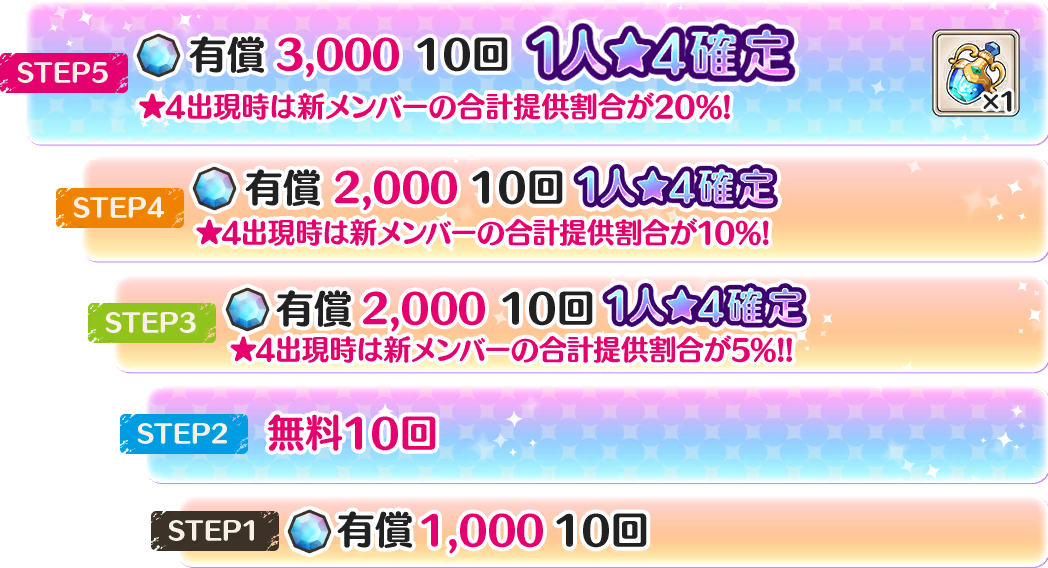 STEP5 有償 3,000 10回 1人★4確定
★4出現時は新メンバーの合計提供割合が20%!
×1
STEP4 有償 2,000 10回 1人★4確定
★4出現時は新メンバーの合計提供割合が10%!
STEP3 有償 2,000 10回 1人★4確定
★4出現時は新メンバーの合計提供割合が5%!!
STEP2 無料10回
STEP1 有償 1,000 10回